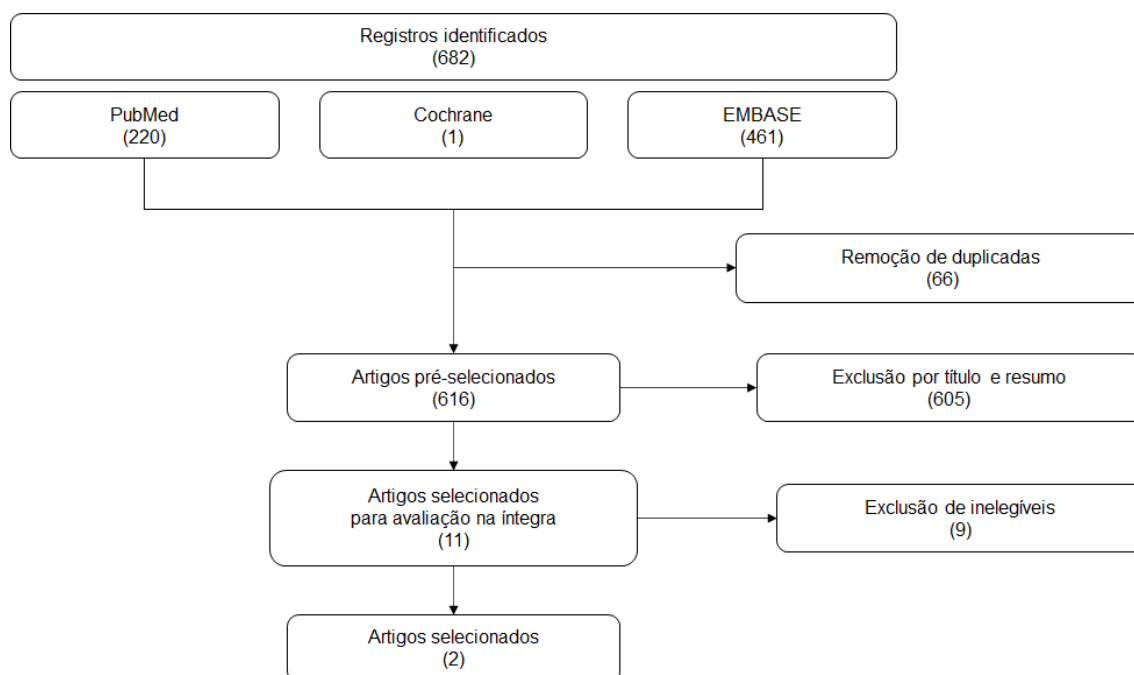 Registros identificados
(682)
PubMed
(220)
Cochrane
(1)
EMBASE
(461)
Remoção de duplicadas
(66)
Artigos pré-selecionados
(616)
Exclusão por título e resumo
(605)
Artigos selecionados
para avaliação na íntegra
(11)
Exclusão de inelegíveis
(9)
Artigos selecionados
(2)